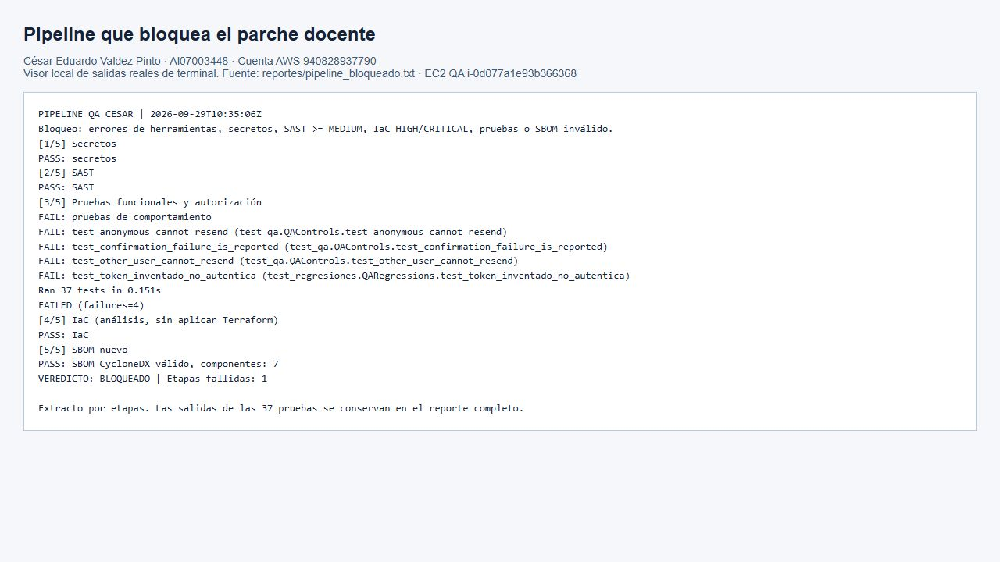 Pipeline que bloquea el parche docente
César Eduardo Valdez Pinto · Al07003448 · Cuenta AWS 940828937790
Visor local de salidas reales de terminal. Fuente: reportes/pipeline_bloqueado.txt · EC2 QA i-0d077a1e93b366368
PIPELINE QA CESAR | 2026-09-29T10:35:06Z
Bloqueo: errores de herramientas, secretos, SAST >= MEDIUM, IaC HIGH/CRITICAL, pruebas o SBOM inválido.
[1/5] Secretos
PASS: secretos
[2/5] SAST
PASS: SAST
[3/5] Pruebas funcionales y autorización
FAIL: pruebas de comportamiento
FAIL: test_anonymous_cannot_resend (test_qa.QAControls.test_anonymous_cannot_resend)
FAIL: test_confirmation_failure_is_reported (test_qa.QAControls.test_confirmation_failure_is_reported)
FAIL: test_other_user_cannot_resend (test_qa.QAControls.test_other_user_cannot_resend)
FAIL: test_token_inventado_no_autentica (test_regresiones.QARegressions.test_token_inventado_no_autentica)
Ran 37 tests in 0.151s
FAILED (failures=4)
[4/5] IaC (análisis, sin aplicar Terraform)
PASS: IaC
[5/5] SBOM nuevo
PASS: SBOM CycloneDX válido, componentes: 7
VEREDICTO: BLOQUEADO | Etapas fallidas: 1
Extracto por etapas. Las salidas de las 37 pruebas se conservan en el reporte completo.